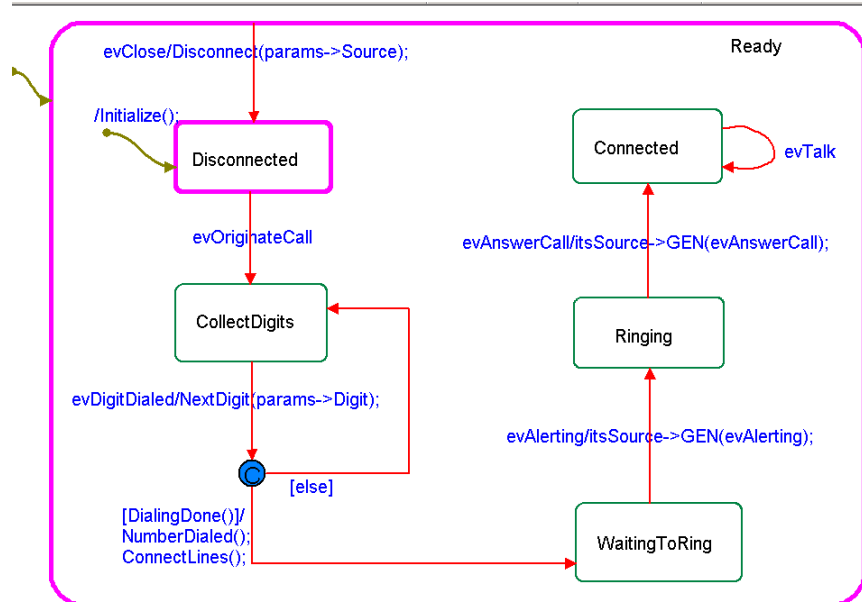 Ready
evClose/Disconnect(params->Source);
/Initialize();
Disconnected
Connected
evTalk
evOriginateCall
evAnswerCall/itsSource->GEN(evAnswerCall);
CollectDigits
Ringing
evDigitDialed/NextDigit(params->Digit);
evAlerting/itsSource->GEN(evAlerting);
C
[else]
[DialingDone()]/
NumberDialed();
ConnectLines();
WaitingToRing